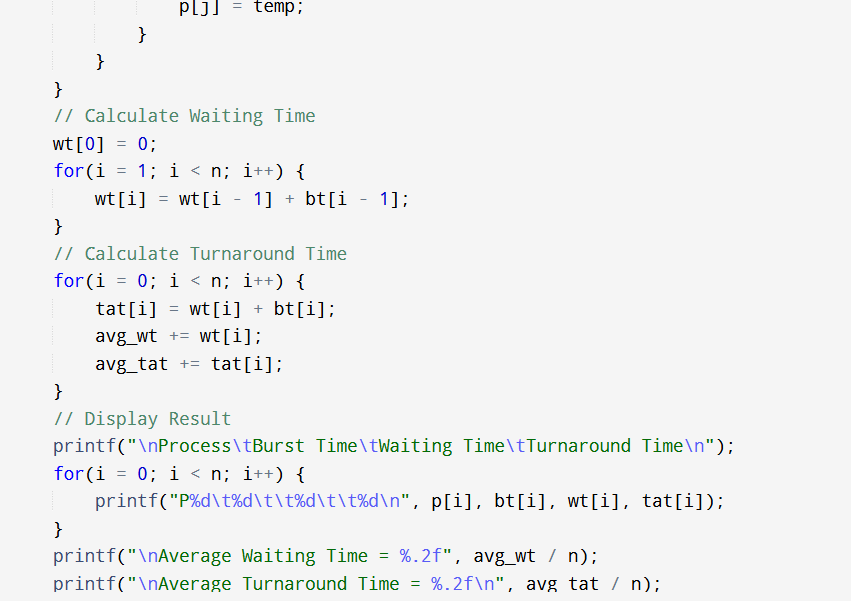 p[j] = temp;
}
}
}
// Calculate Waiting Time
wt[0] = 0;
for(i = 1; i < n; i++) {
wt[i] = wt[i - 1] + bt[i - 1];
}
// Calculate Turnaround Time
for(i = 0; i < n; i++) {
tat[i] = wt[i] + bt[i];
avg_wt += wt[i];
avg_tat += tat[i];
}
// Display Result
printf("\nProcess\tBurst Time\tWaiting Time\tTurnaround Time\n");
for(i = 0; i < n; i++) {
printf("P%d\t%d\t\t%d\t\t%d\n", p[i], bt[i], wt[i], tat[i]);
}
printf("\nAverage Waiting Time = %.2f", avg_wt / n);
printf("\nAverage Turnaround Time = %.2f\n", avg_tat / n);